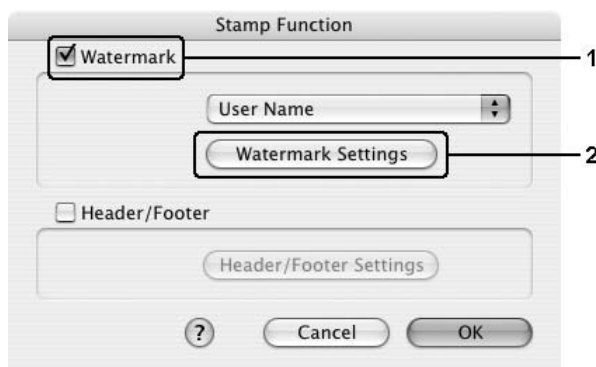 Stamp Function
Watermark
1
User Name
Watermark Settings
2
Header/Footer
Header/Footer Settings
?
Cancel
OK